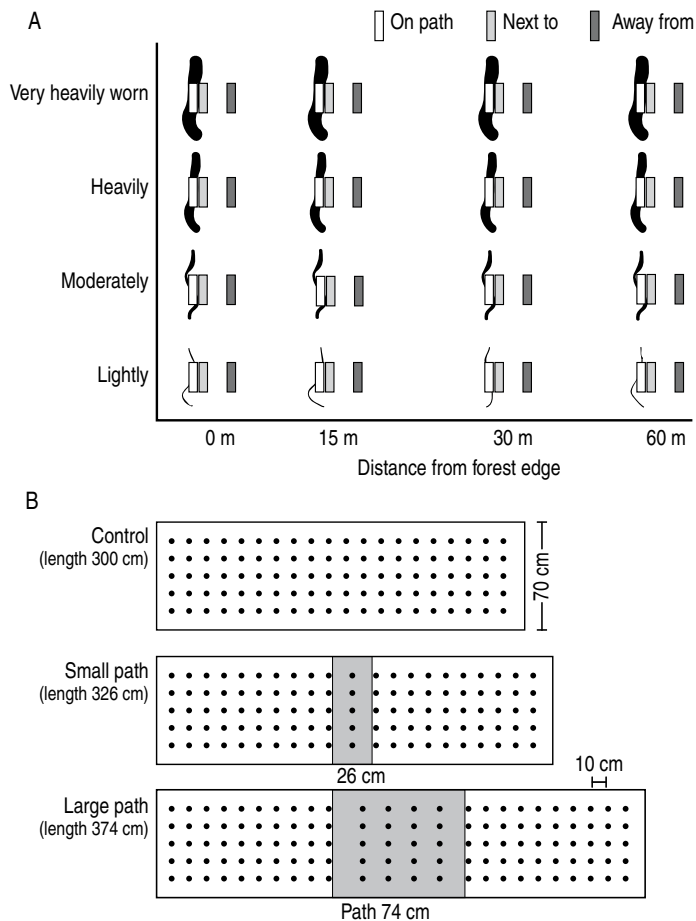 A
On path
Next to
Away from
Very heavily worn
Heavily
Moderately
Lightly
0 m
15 m
30 m
60 m
Distance from forest edge
B
Control
(length 300 cm)
70 cm
Small path
(length 326 cm)
26 cm
10 cm
Large path
(length 374 cm)
Path 74 cm